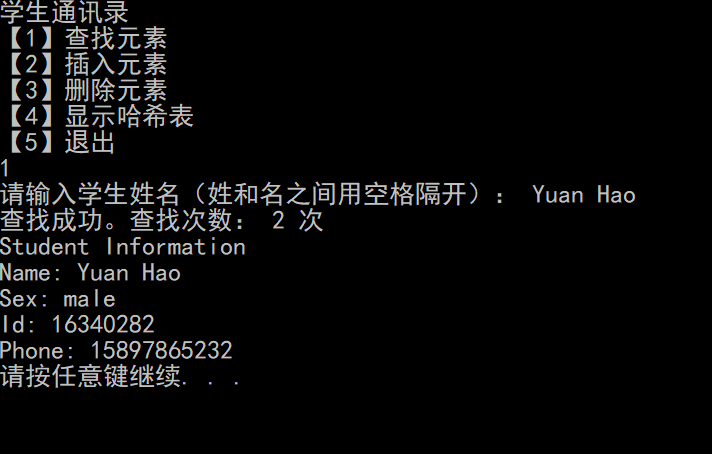 学生通讯录
【1】查找元素
【2】插入元素
【3】删除元素
【4】显示哈希表
【5】退出
1
请输入学生姓名（姓和名之间用空格隔开）： Yuan Hao
查找成功。查找次数： 2 次
Student Information
Name: Yuan Hao
Sex: male
Id: 16340282
Phone: 15897865232
请按任意键继续. . .